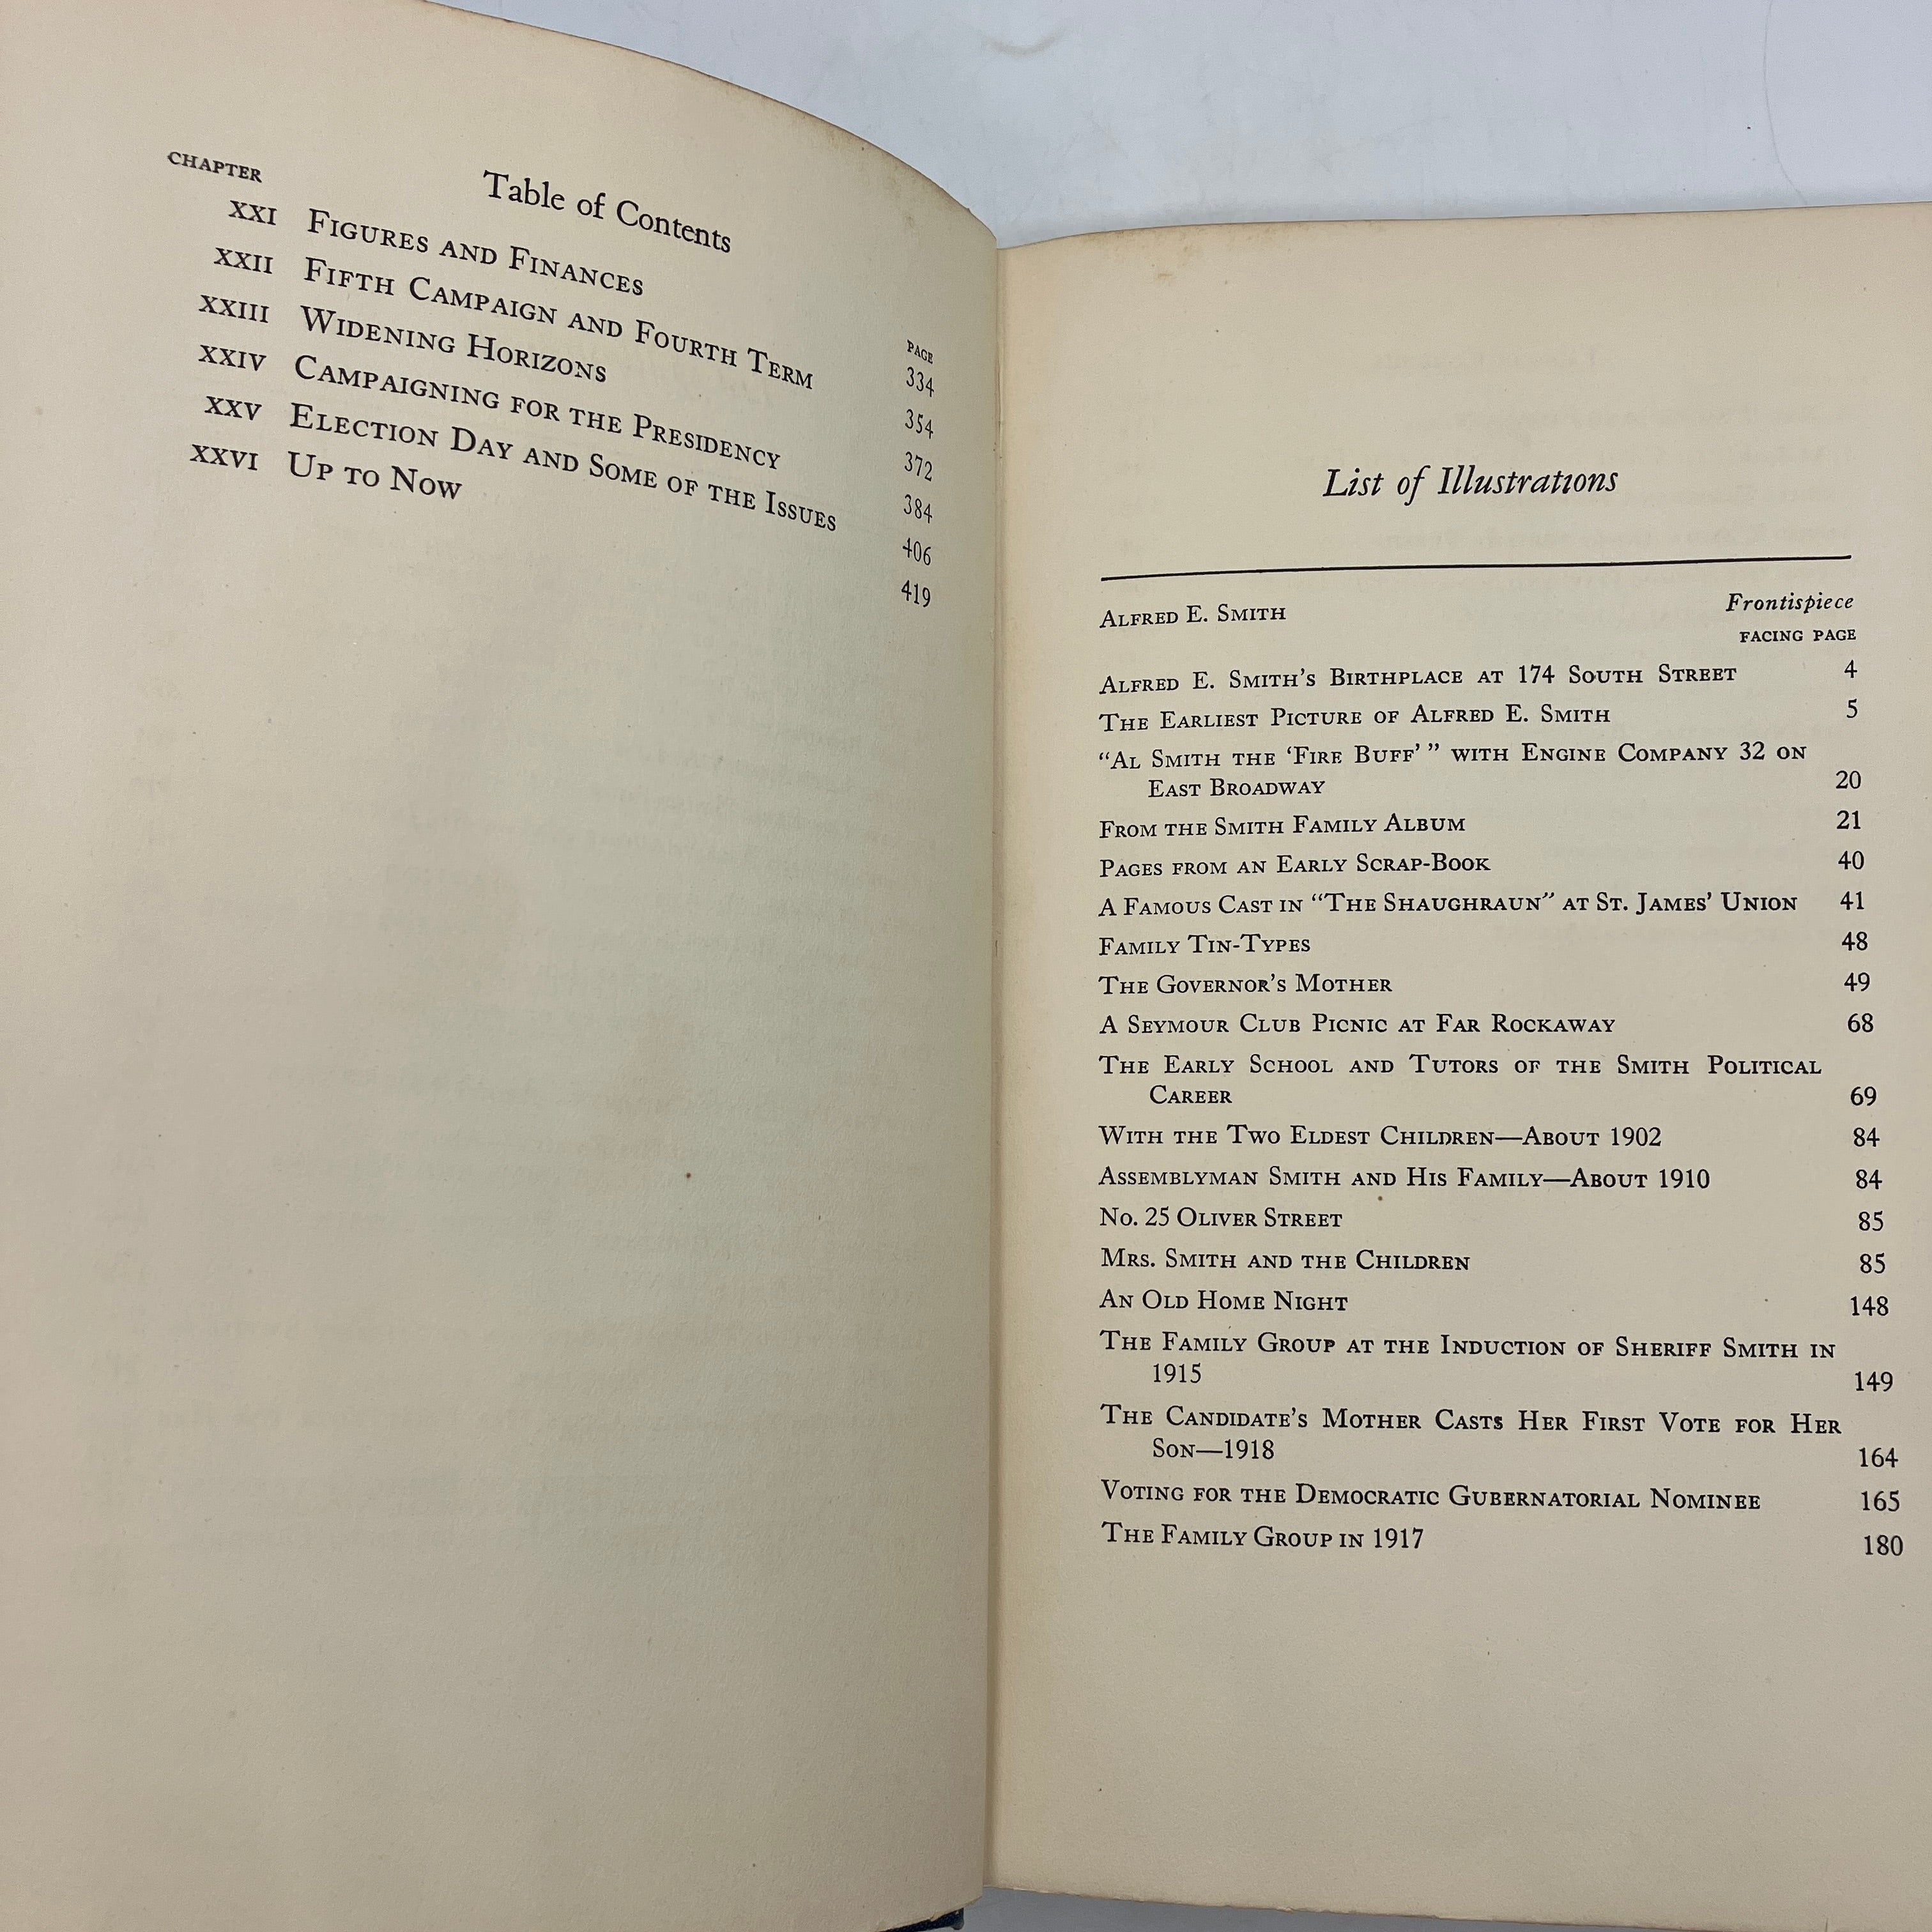 Table of Contents
CHAPTER PAGE
XXI FIGURES AND FINANCES 334
XXII FIFTH CAMPAIGN AND FOURTH TERM 354
XXIII WIDENING HORIZONS 372
XXIV CAMPAIGNING FOR THE PRESIDENCY 384
XXV ELECTION DAY AND SOME OF THE ISSUES 406
XXVI UP TO NOW 419
List of Illustrations
ALFRED E. SMITH Frontispiece
FACING PAGE
ALFRED E. SMITH'S BIRTHPLACE AT 174 SOUTH STREET 4
THE EARLIEST PICTURE OF ALFRED E. SMITH 5
“AL SMITH THE ‘FIRE BUFF’ ” WITH ENGINE COMPANY 32 ON
EAST BROADWAY 20
FROM THE SMITH FAMILY ALBUM 21
PAGES FROM AN EARLY SCRAP-BOOK 40
A FAMOUS CAST IN “THE SHAUGHRAUN” AT ST. JAMES' UNION 41
FAMILY TIN-TYPES 48
THE GOVERNOR'S MOTHER 49
A SEYMOUR CLUB PICNIC AT FAR ROCKAWAY 68
THE EARLY SCHOOL AND TUTORS OF THE SMITH POLITICAL
CAREER 69
WITH THE TWO ELDEST CHILDREN—ABOUT 1902 84
ASSEMBLYMAN SMITH AND HIS FAMILY—ABOUT 1910 84
NO. 25 OLIVER STREET 85
MRS. SMITH AND THE CHILDREN 85
AN OLD HOME NIGHT 148
THE FAMILY GROUP AT THE INDUCTION OF SHERIFF SMITH IN
1915 149
THE CANDIDATE'S MOTHER CASTS HER FIRST VOTE FOR HER
SON—1918 164
VOTING FOR THE DEMOCRATIC GUBERNATORIAL NOMINEE 165
THE FAMILY GROUP IN 1917 180